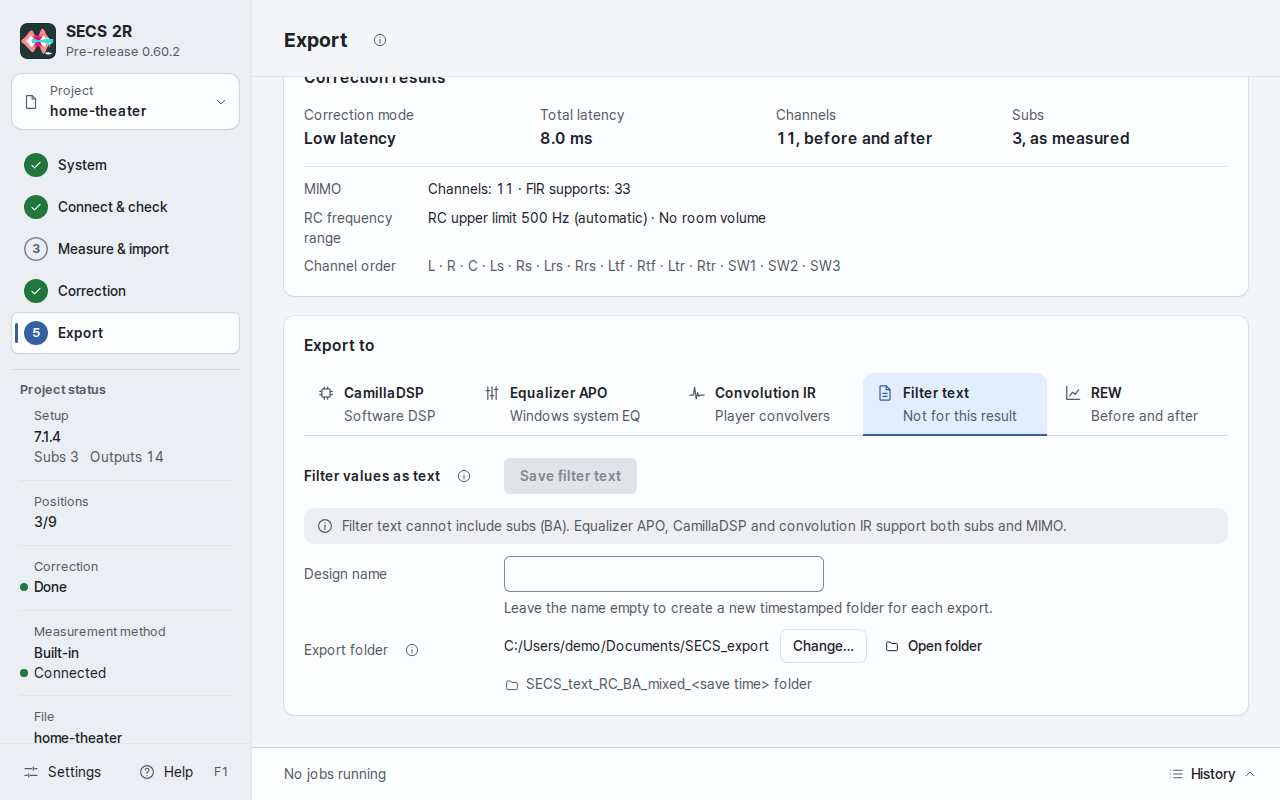 SECS 2R
Pre-release 0.60.2
Project
home-theater
System
Connect & check
3
Measure & import
Correction
5
Export
Project status
Setup
7.1.4
Subs 3 Outputs 14
Positions
3/9
Correction
Done
Measurement method
Built-in
Connected
File
home-theater
Settings
Help F1
Export
Correction results
Correction mode
Low latency
Total latency
8.0 ms
Channels
11, before and after
Subs
3, as measured
MIMO
Channels: 11 · FIR supports: 33
RC frequency
range
RC upper limit 500 Hz (automatic) · No room volume
Channel order
L · R · C · Ls · Rs · Lrs · Rrs · Ltf · Rtf · Ltr · Rtr · SW1 · SW2 · SW3
Export to
CamillaDSP
Software DSP
Equalizer APO
Windows system EQ
Convolution IR
Player convolvers
Filter text
Not for this result
REW
Before and after
Filter values as text
Save filter text
Filter text cannot include subs (BA). Equalizer APO, CamillaDSP and convolution IR support both subs and MIMO.
Design name
Leave the name empty to create a new timestamped folder for each export.
Export folder
C:/Users/demo/Documents/SECS_export
Change...
Open folder
SECS_text_RC_BA_mixed_<save time> folder
No jobs running
History